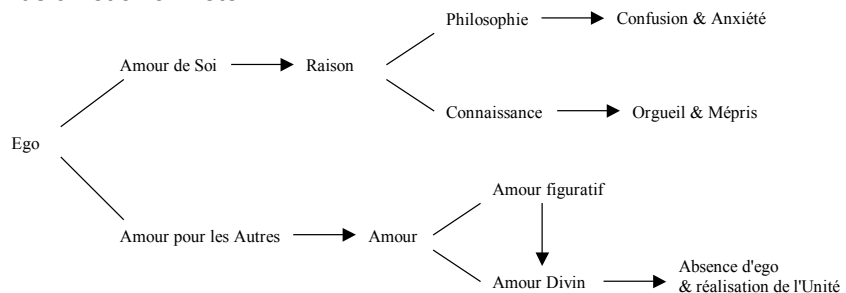 Philosophie
Confusion & Anxiété
Amour de Soi
Raison
Connaissance
Orgueil & Mépris
Ego
Amour figuratif
Amour pour les Autres
Amour
Amour Divin
Absence d'ego
& réalisation de l'Unité